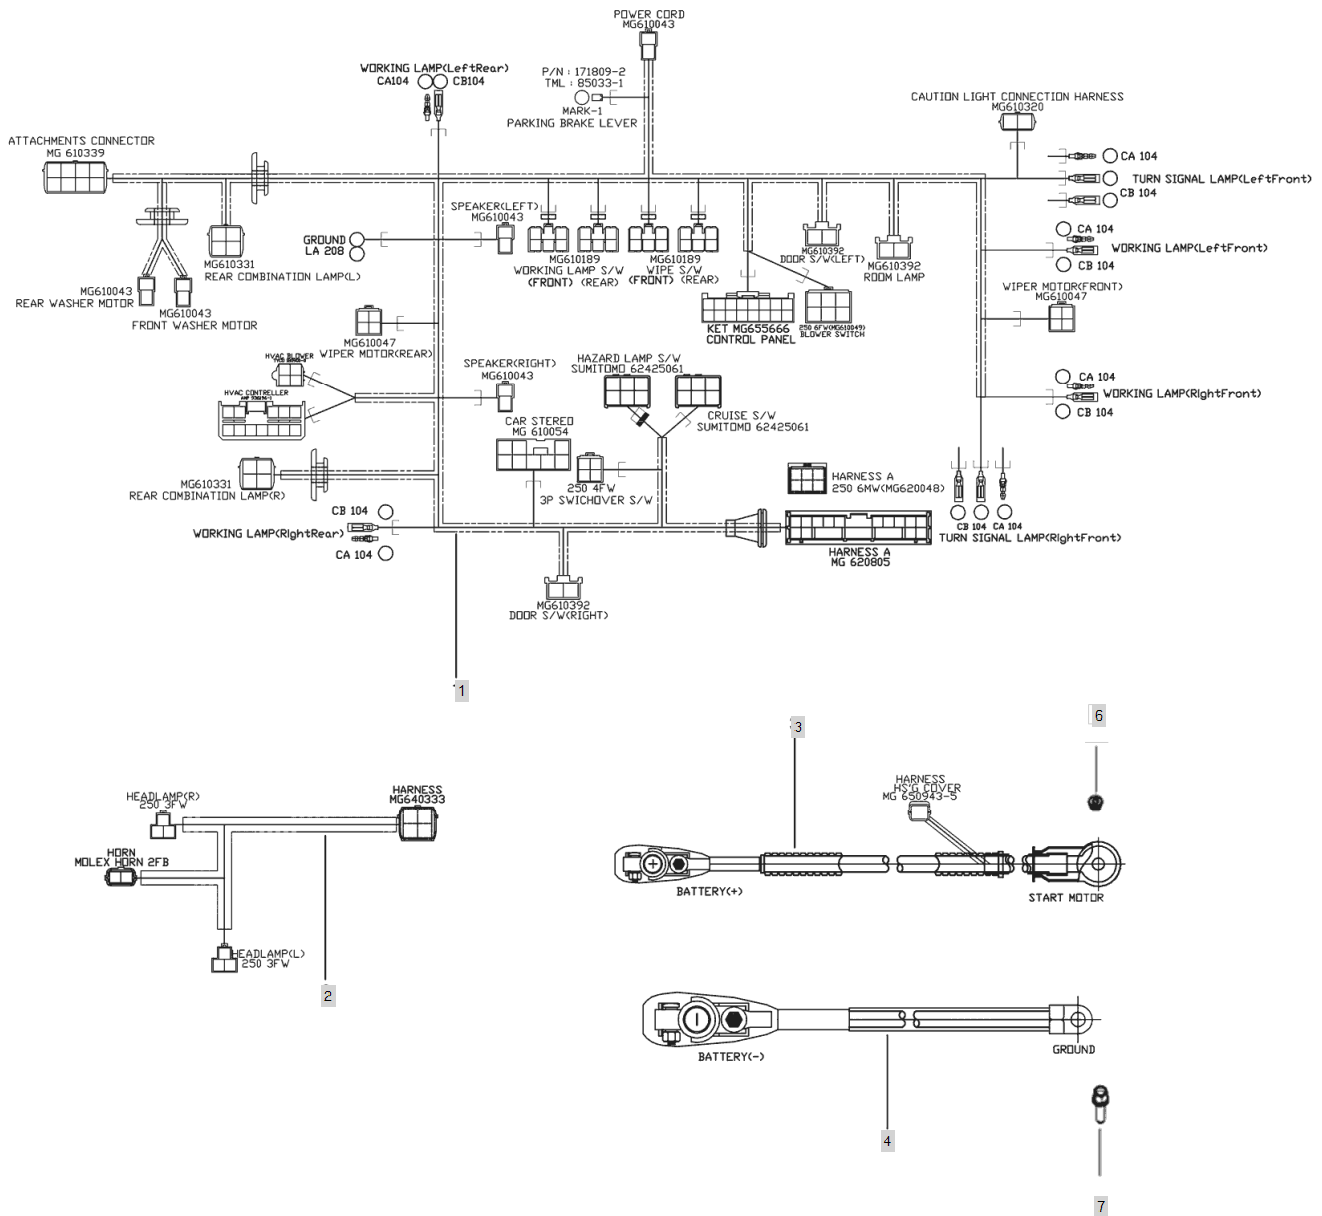 POWER CORD
MG610043
WORKING LAMP(LeftRear)
CA104 CB104
P/N : 171809-2
TML : 85033-1
MARK-1
PARKING BRAKE LEVER
CAUTION LIGHT CONNECTION HARNESS
MG610320
ATTACHMENTS CONNECTOR
MG 610339
CA 104
TURN SIGNAL LAMP(LeftFront)
CB 104
SPEAKER(LEFT)
MG610043
GROUND
LA 208
MG610331
REAR COMBINATION LAMP(L)
MG610189
WORKING LAMP S/W
(FRONT) (REAR)
MG610189
WIPE S/W
(FRONT) (REAR)
MG610392
DOOR S/W(LEFT)
MG610392
ROOM LAMP
CA 104
WORKING LAMP(LeftFront)
CB 104
MG610043
REAR WASHER MOTOR
MG610043
FRONT WASHER MOTOR
WIPER MOTOR(FRONT)
MG610047
KET MG655666
CONTROL PANEL
250 6FW(MG610049)
BLOWER SWITCH
MG610047
WIPER MOTOR(REAR)
HVAC BLOWER
HVAC CONTRELLER
SPEAKER(RIGHT)
MG610043
HAZARD LAMP S/W
SUMITOMO 62425061
CA 104
WORKING LAMP(RightFront)
CB 104
CAR STEREO
MG 610054
CRUISE S/W
SUMITOMO 62425061
MG610331
REAR COMBINATION LAMP(R)
250 4FW
3P SWICHOVER S/W
HARNESS A
250 6MW(MG620048)
CB 104
WORKING LAMP(RightRear)
CA 104
CB 104 CA 104
TURN SIGNAL LAMP(RightFront)
HARNESS A
MG 620805
MG610392
DOOR S/W(RIGHT)
1
3
6
HEADLAMP(R)
250 3FW
HARNESS
MG640333
HORN
MOLEX HORN 2FB
HEADLAMP(L)
250 3FW
2
HARNESS
HS'G COVER
MG 650943-5
BATTERY(+)
START MOTOR
BATTERY(-)
GROUND
4
7